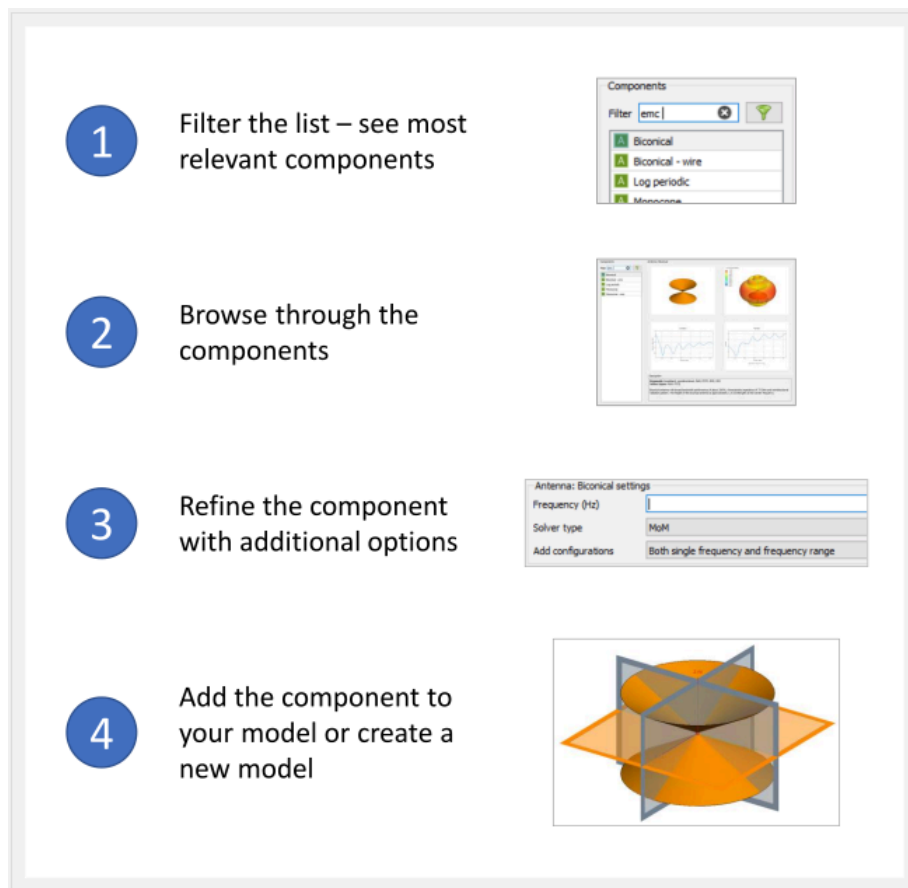 1
Filter the list – see most
relevant components
Components
Filter emc
A Biconical
A Biconical - wire
A Log periodic
A Monocone
2
Browse through the
components
3
Refine the component
with additional options
Antenna: Biconical settings
Frequency (Hz)
Solver type MoM
Add configurations Both single frequency and frequency range
4
Add the component to
your model or create a
new model